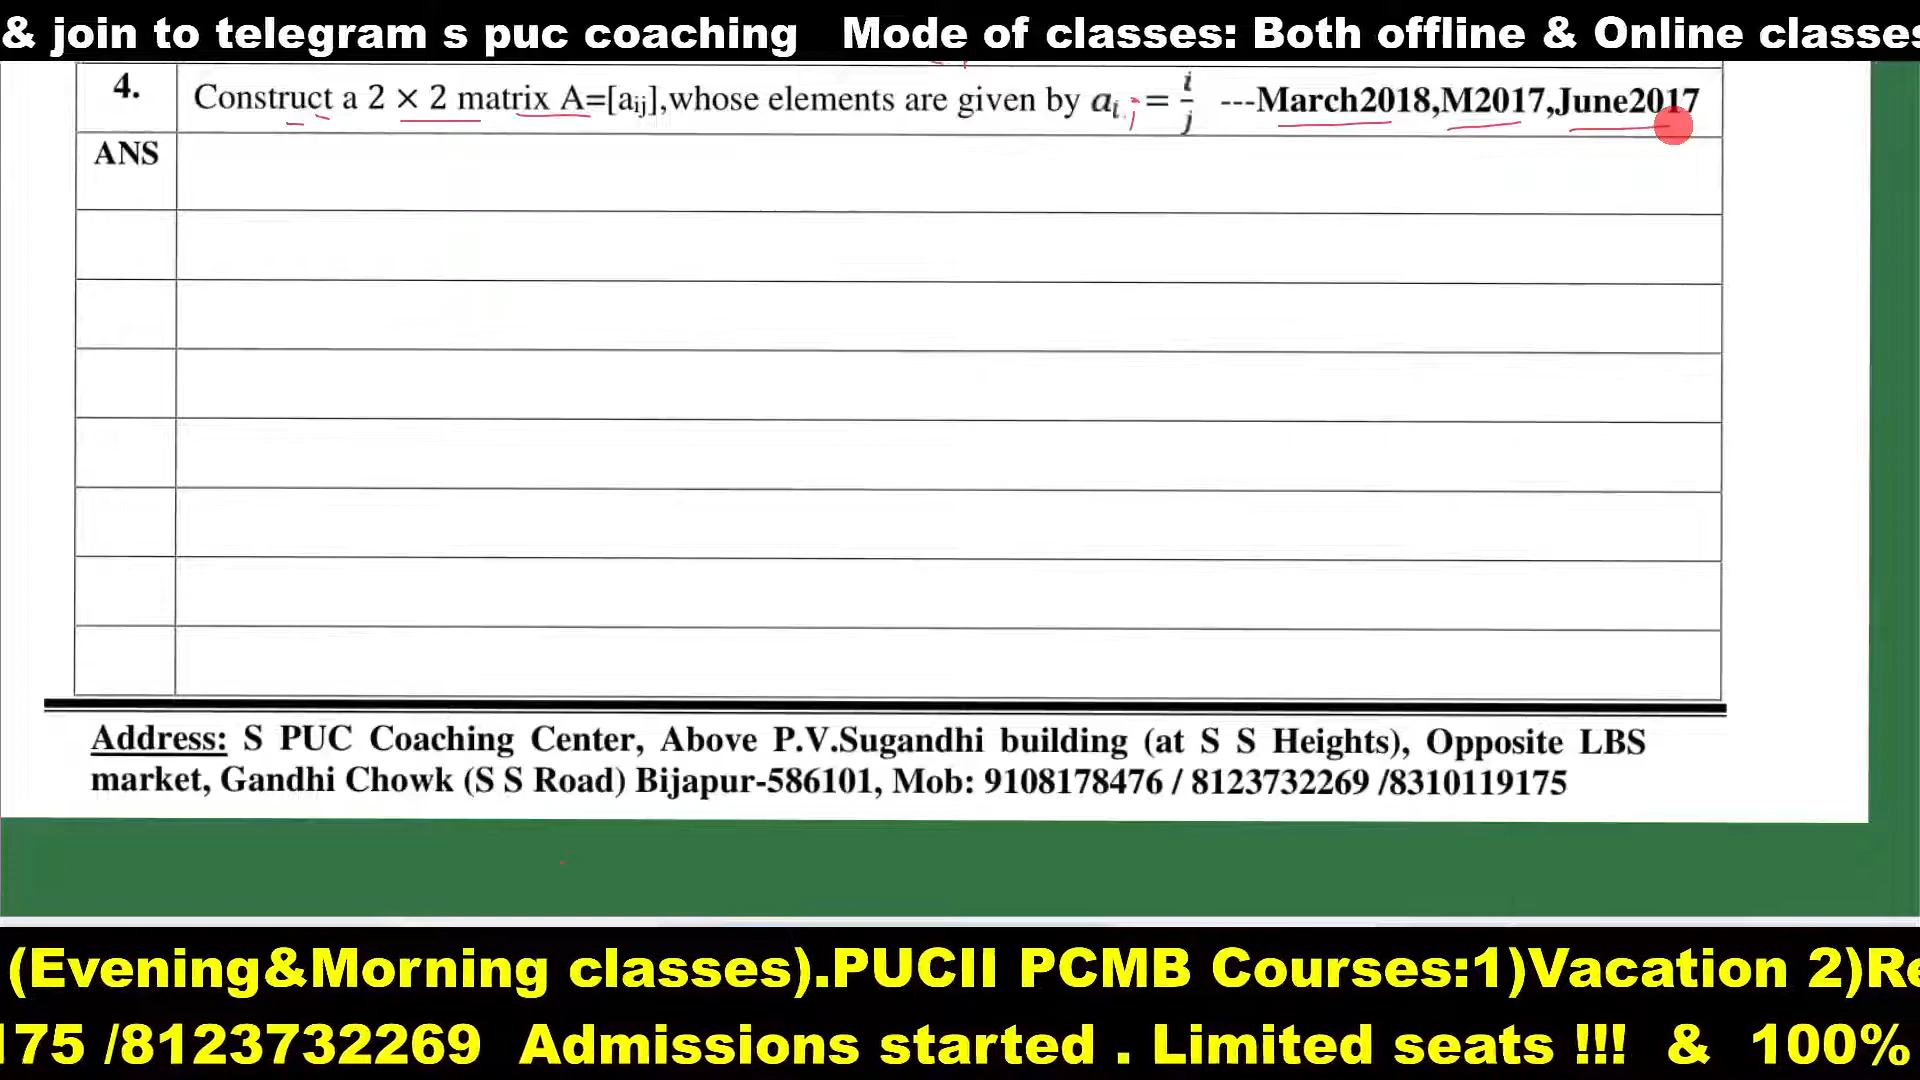 & join to telegram s puc coaching   Mode of classes: Both offline & Online classes
4. Construct a 2 × 2 matrix A=[aij],whose elements are given by ai j = i/j ---March2018,M2017,June2017
ANS
Address: S PUC Coaching Center, Above P.V.Sugandhi building (at S S Heights), Opposite LBS
market, Gandhi Chowk (S S Road) Bijapur-586101, Mob: 9108178476 / 8123732269 /8310119175
(Evening&Morning classes).PUCII PCMB Courses:1)Vacation 2)Re
175 /8123732269  Admissions started . Limited seats !!!  &  100%